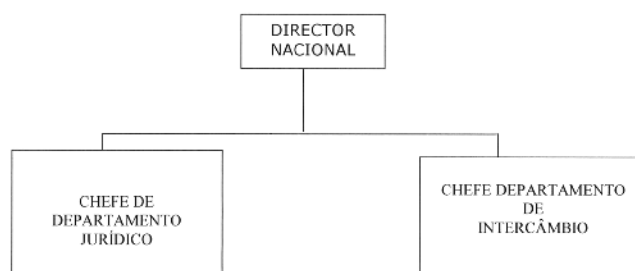 DIRECTOR
NACIONAL
CHEFE DE
DEPARTAMENTO
JURÍDICO
CHEFE DEPARTAMENTO
DE
INTERCÂMBIO